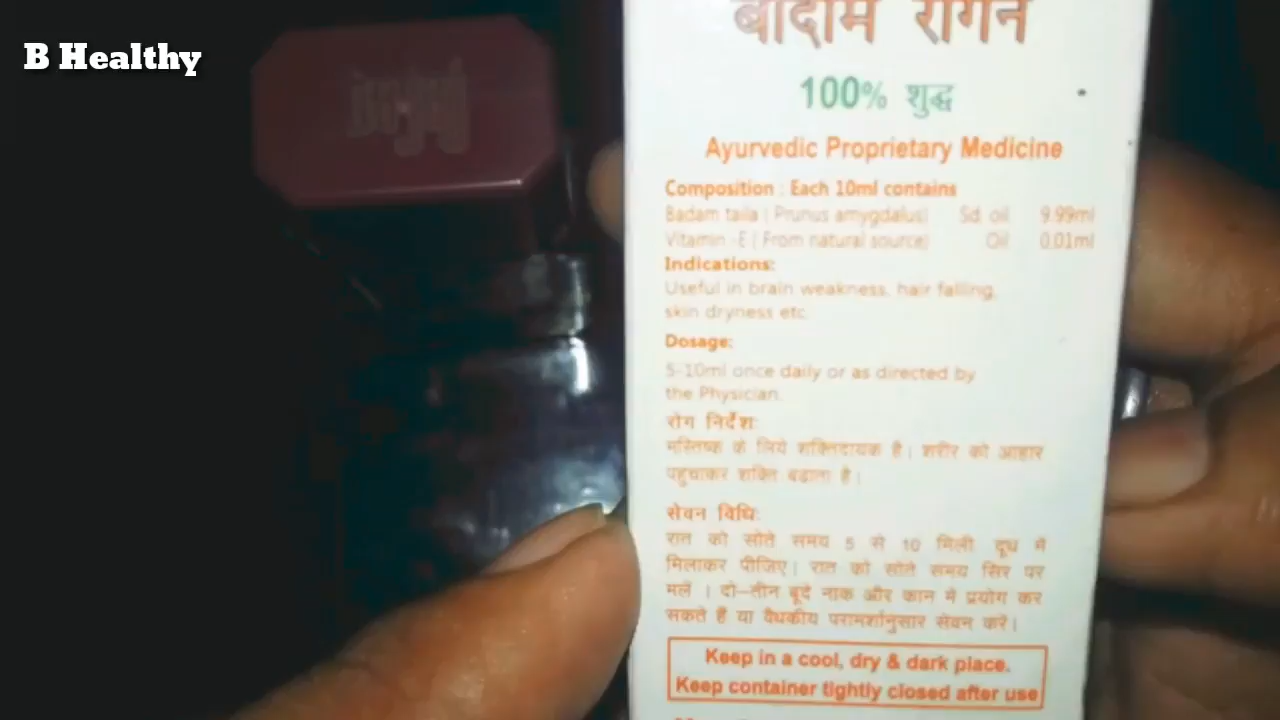 B Healthy
बादाम रोगन
100% शुद्ध
Ayurvedic Proprietary Medicine
Composition : Each 10ml contains
Badam taila ( Prunus amygdalus) Sd. oil 9.99ml
Vitamin -E ( From natural source) Oil 0.01ml
Indications:
Useful in brain weakness, hair falling,
skin dryness etc.
Dosage:
5-10ml once daily or as directed by
the Physician.
रोग निर्देश:
मस्तिष्क के लिये शक्तिदायक है। शरीर को आहार
पहुचाकर शक्ति बढाता है।
सेवन विधि:
रात को सोते समय 5 से 10 मिली दूध में
मिलाकर पीजिए। रात को सोते समय सिर पर
मलें । दो–तीन बूदे नाक और कान में प्रयोग कर
सकते हैं या वैधकीय परामर्शानुसार सेवन करें।
Keep in a cool, dry & dark place.
Keep container tightly closed after use